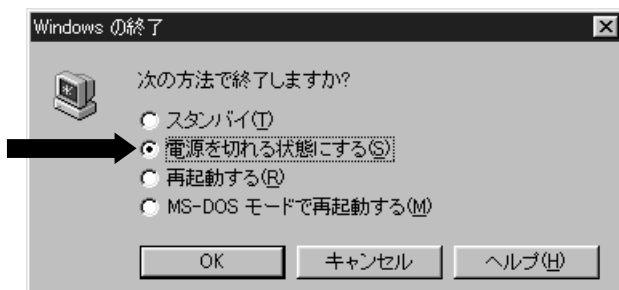 Windows の終了
次の方法で終了しますか?
スタンバイ(T)
電源を切れる状態にする(S)
再起動する(R)
MS-DOS モードで再起動する(M)
OK キャンセル ヘルプ(H)